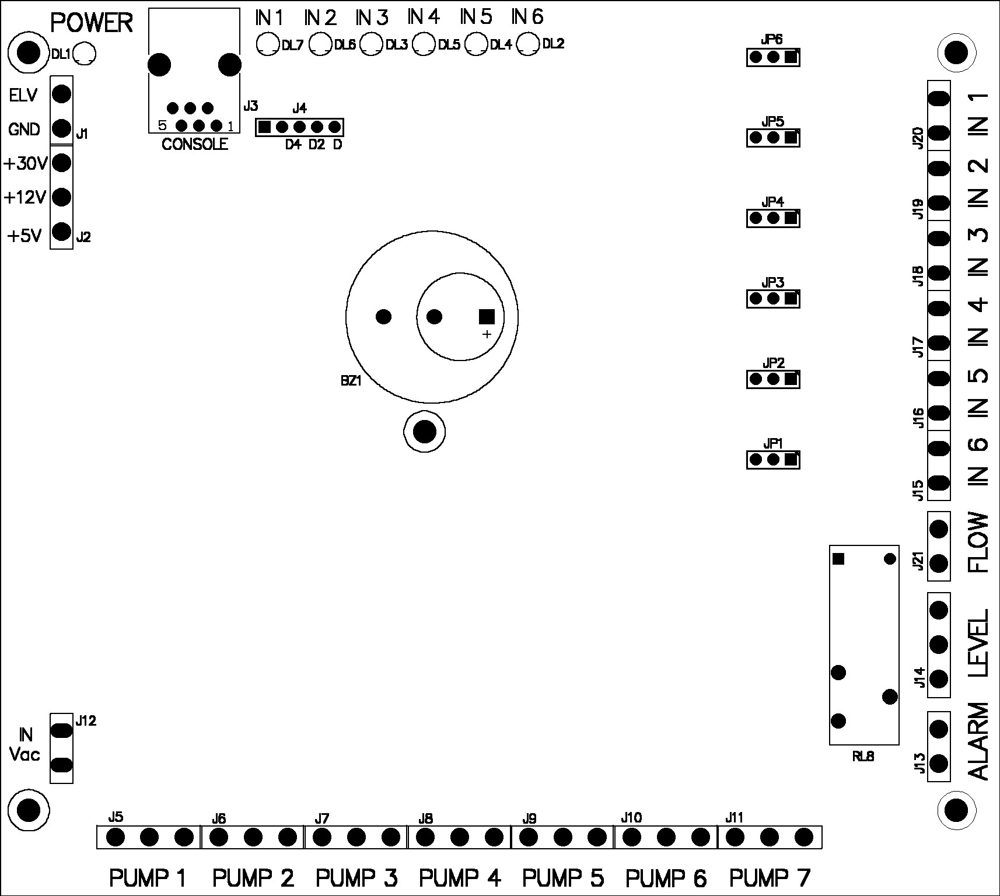 POWER
DL1
IN 1 IN 2 IN 3 IN 4 IN 5 IN 6
DL7 DL6 DL3 DL5 DL4 DL2
ELV
GND
J1
+30V
+12V
+5V
J2
5 1
J3
CONSOLE
J4
D4 D2 D
JP6
JP5
JP4
JP3
JP2
JP1
BZ1
+
J20
IN 1
J19
IN 2
J18
IN 3
J17
IN 4
J16
IN 5
J15
IN 6
J21
FLOW
J14
LEVEL
J13
ALARM
RL8
J12
IN
Vac
J5 J6 J7 J8 J9 J10 J11
PUMP 1 PUMP 2 PUMP 3 PUMP 4 PUMP 5 PUMP 6 PUMP 7